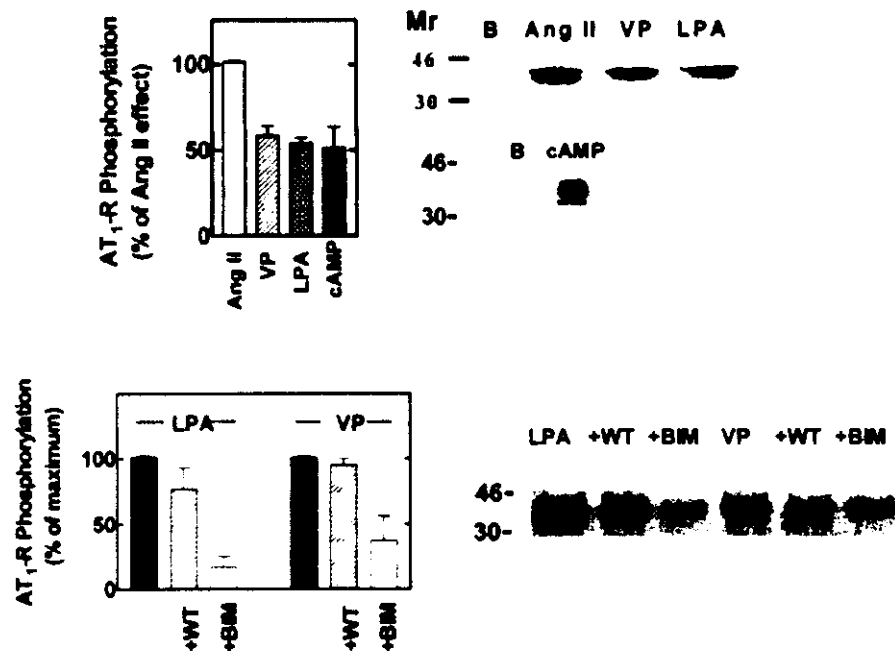 AT1-R Phosphorylation
(% of Ang II effect)
100
50
0
Ang II
VP
LPA
cAMP
Mr B Ang II VP LPA
46
30
B cAMP
46-
30-
AT1-R Phosphorylation
(% of maximum)
LPA VP
100
50
0
+WT
+BIM
+WT
+BIM
LPA +WT +BIM VP +WT +BIM
46-
30-